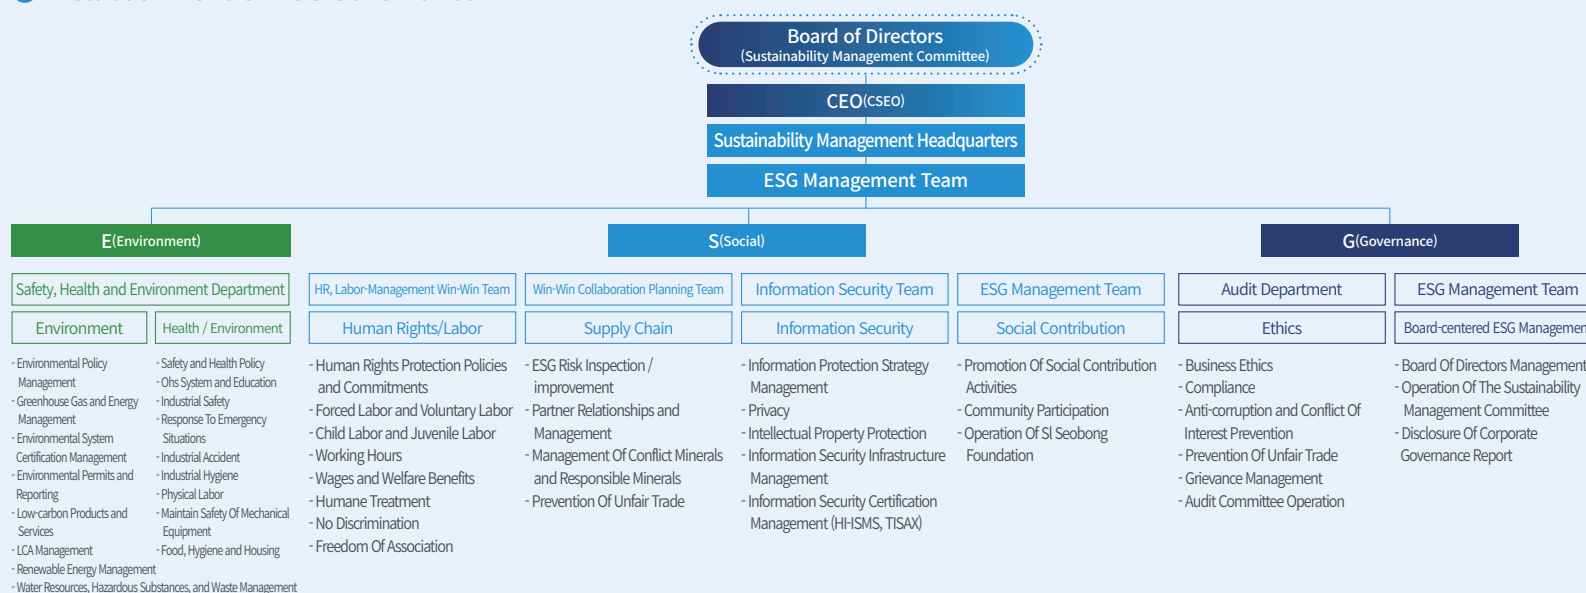 Board of Directors
(Sustainability Management Committee)
CEO(CSEO)
Sustainability Management Headquarters
ESG Management Team
E(Environment)
S(Social)
G(Governance)
Safety, Health and Environment Department
Environment
- Environmental Policy
Management
- Greenhouse Gas and Energy
Management
- Environmental System
Certification Management
- Environmental Permits and
Reporting
- Low-carbon Products and
Services
- LCA Management
- Renewable Energy Management
- Water Resources, Hazardous Substances, and Waste Management
Health / Environment
- Safety and Health Policy
- Ohs System and Education
- Industrial Safety
- Response To Emergency
Situations
- Industrial Accident
- Industrial Hygiene
- Physical Labor
- Maintain Safety Of Mechanical
Equipment
- Food, Hygiene and Housing
HR, Labor-Management Win-Win Team
Human Rights/Labor
- Human Rights Protection Policies
and Commitments
- Forced Labor and Voluntary Labor
- Child Labor and Juvenile Labor
- Working Hours
- Wages and Welfare Benefits
- Humane Treatment
- No Discrimination
- Freedom Of Association
Win-Win Collaboration Planning Team
Supply Chain
- ESG Risk Inspection /
improvement
- Partner Relationships and
Management
- Management Of Conflict Minerals
and Responsible Minerals
- Prevention Of Unfair Trade
Information Security Team
Information Security
- Information Protection Strategy
Management
- Privacy
- Intellectual Property Protection
- Information Security Infrastructure
Management
- Information Security Certification
Management (HI-ISMS, TISAX)
ESG Management Team
Social Contribution
- Promotion Of Social Contribution
Activities
- Community Participation
- Operation Of Sl Seobong
Foundation
Audit Department
Ethics
- Business Ethics
- Compliance
- Anti-corruption and Conflict Of
Interest Prevention
- Prevention Of Unfair Trade
- Grievance Management
- Audit Committee Operation
ESG Management Team
Board-centered ESG Management
- Board Of Directors Management
- Operation Of The Sustainability
Management Committee
- Disclosure Of Corporate
Governance Report